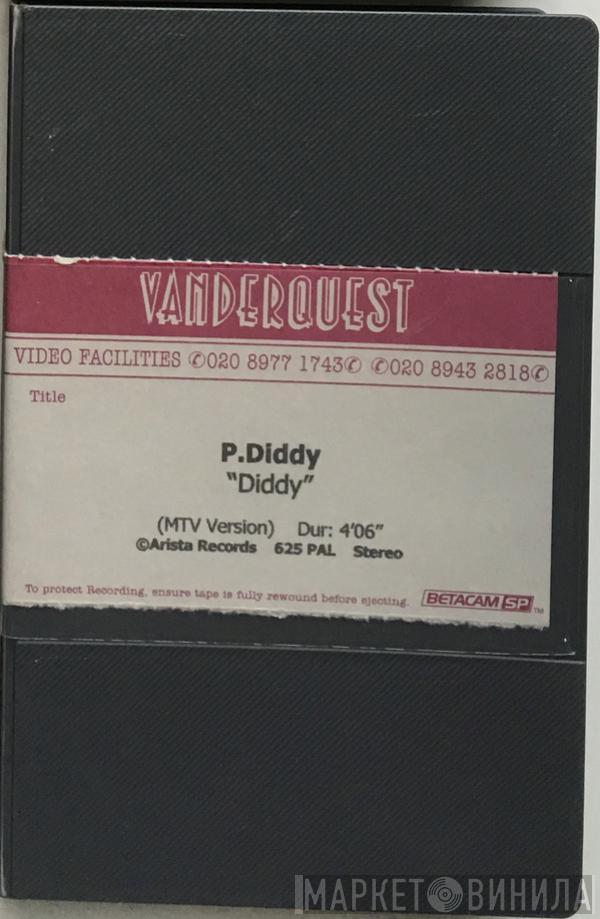 VANDERQUEST
VIDEO FACILITIES ✆020 8977 1743✆ ✆020 8943 2818✆
Title
P.Diddy
“Diddy”
(MTV Version) Dur: 4’06”
©Arista Records 625 PAL Stereo
To protect Recording, ensure tape is fully rewound before ejecting. BETACAM SP ™
МАРКЕТ ВИНИЛА